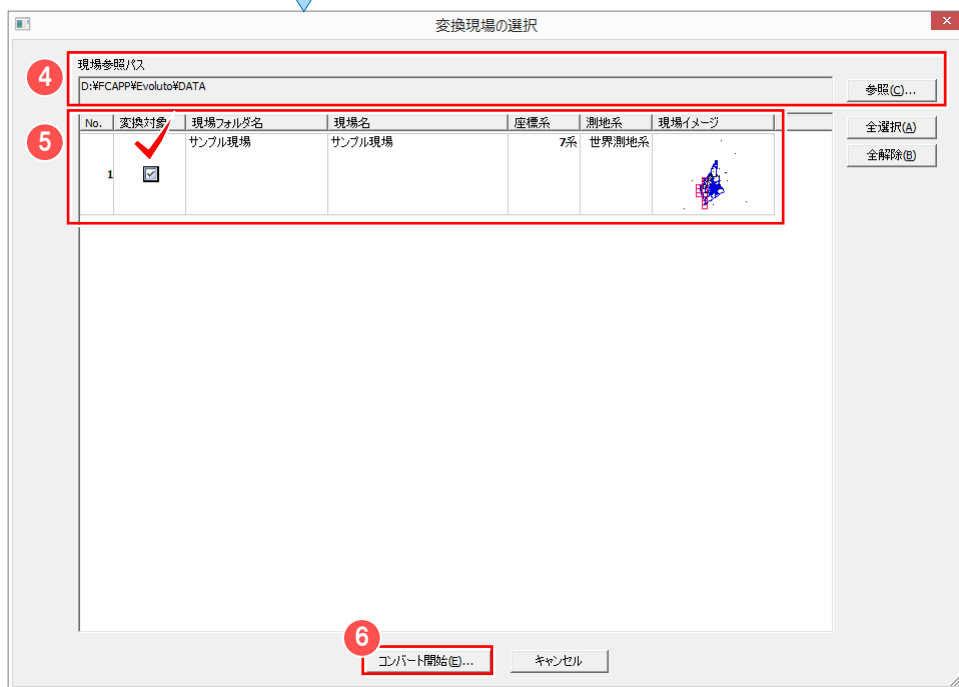 変換現場の選択
4
現場参照パス
D:¥FCAPP¥Evoluto¥DATA
参照(C)...
5
No. 変換対象 現場フォルダ名 現場名 座標系 測地系 現場イメージ
全選択(A)
サンプル現場 サンプル現場 7系 世界測地系
全解除(B)
1
6
コンバート開始(E)...
キャンセル